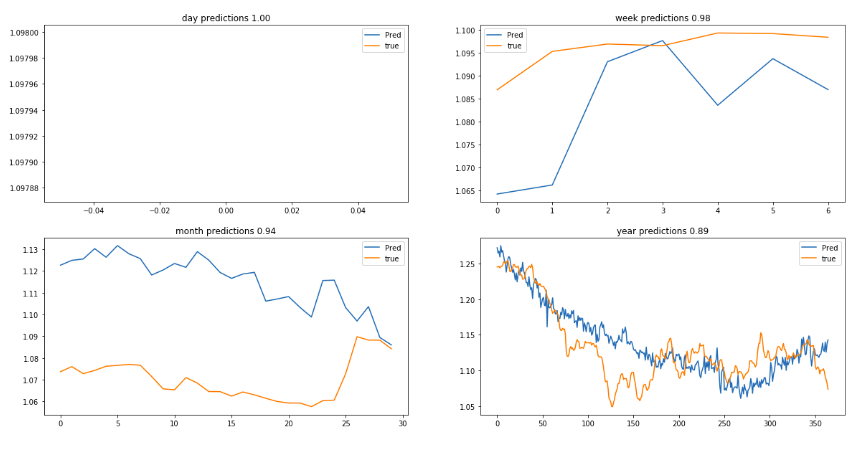 day predictions 1.00
1.09800
1.09798
1.09796
1.09794
1.09792
1.09790
1.09788
Pred
true
−0.04 −0.02 0.00 0.02 0.04
week predictions 0.98
1.100
1.095
1.090
1.085
1.080
1.075
1.070
1.065
Pred
true
0 1 2 3 4 5 6
month predictions 0.94
1.13
1.12
1.11
1.10
1.09
1.08
1.07
1.06
Pred
true
0 5 10 15 20 25 30
year predictions 0.89
1.25
1.20
1.15
1.10
1.05
Pred
true
0 50 100 150 200 250 300 350